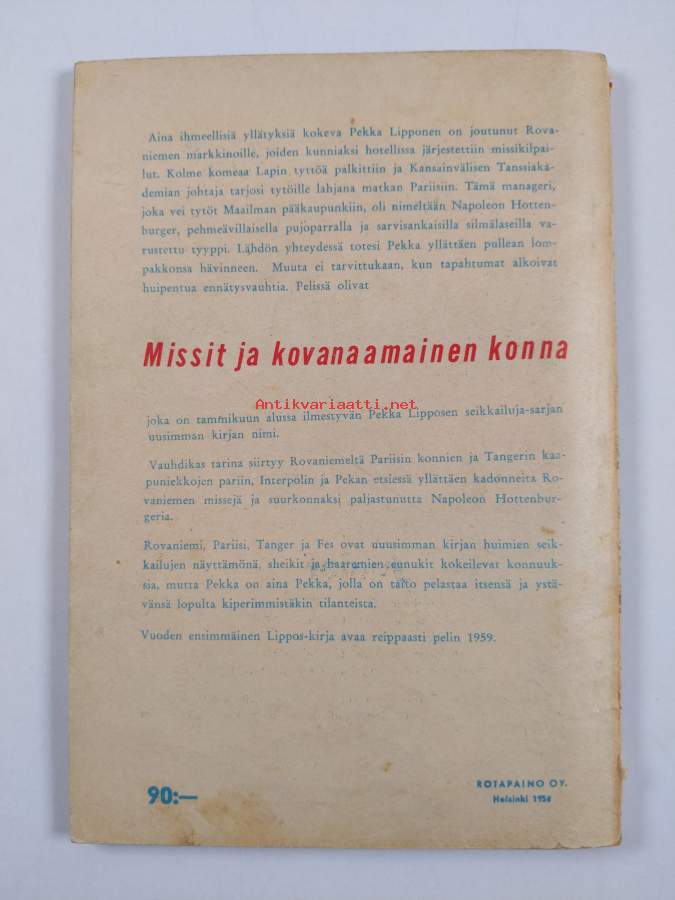 Aina ihmeellisiä yllätyksiä kokeva Pekka Lipponen on joutunut Rova-
niemen markkinoille, joiden kunniaksi hotellissa järjestettiin missikilpai-
lut. Kolme komeaa Lapin tyttöä palkittiin ja Kansainvälisen Tanssiaka-
demian johtaja tarjosi tytöille lahjana matkan Pariisiin. Tämä manageri,
joka vei tytöt Maailman pääkaupunkiin, oli nimeltään Napoleon Hotten-
burger, pehmeävillaisella pujoparralla ja sarvisankaisilla silmälaseilla va-
rustettu tyyppi. Lähdön yhteydessä totesi Pekka yllättäen pullean lom-
pakkonsa hävinneen. Muuta ei tarvittukaan, kun tapahtumat alkoivat
huipentua ennätysvauhtia. Pelissä olivat
Missit ja kovanaamainen konna
Antikvariaatti.net
joka on tammikuun alussa ilmestyvän Pekka Lipposen seikkailuja-sarjan
uusimman kirjan nimi.
Vauhdikas tarina siirtyy Rovaniemeltä Pariisin konnien ja Tangerin kaa-
puniekkojen pariin, Interpolin ja Pekan etsiessä yllättäen kadonneita Ro-
vaniemen missejä ja suurkonnaksi paljastunutta Napoleon Hottenbur-
geria.
Rovaniemi, Pariisi, Tanger ja Fes ovat uuusimman kirjan huimien seik-
kailujen näyttämönä, sheikit ja haaremien eunukit kokeilevat konnuuk-
sia, mutta Pekka on aina Pekka, jolla on taito pelastaa itsensä ja ystä-
vänsä lopulta kiperimmistäkin tilanteista.
Vuoden ensimmäinen Lippos-kirja avaa reippaasti pelin 1959.
90:—
ROTAPAINO OY.
Helsinki 1958